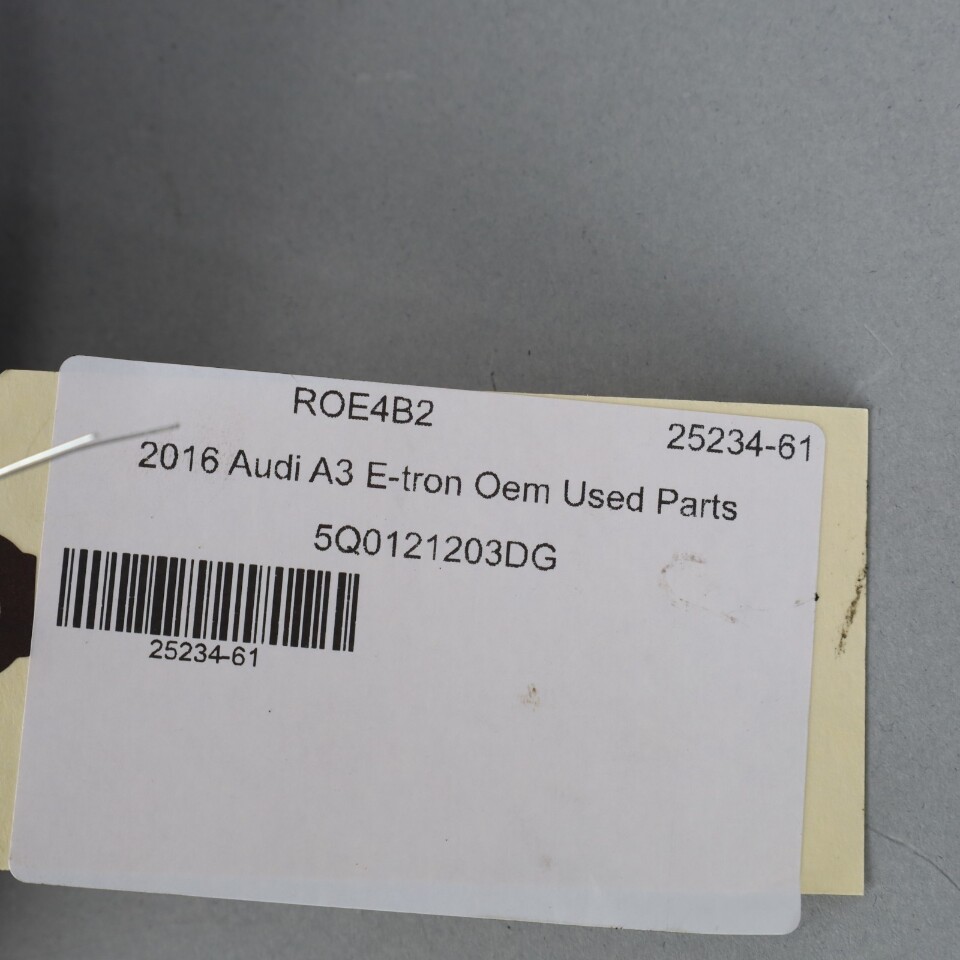 ROE4B2
25234-61
2016 Audi A3 E-tron Oem Used Parts
5Q0121203DG
25234-61